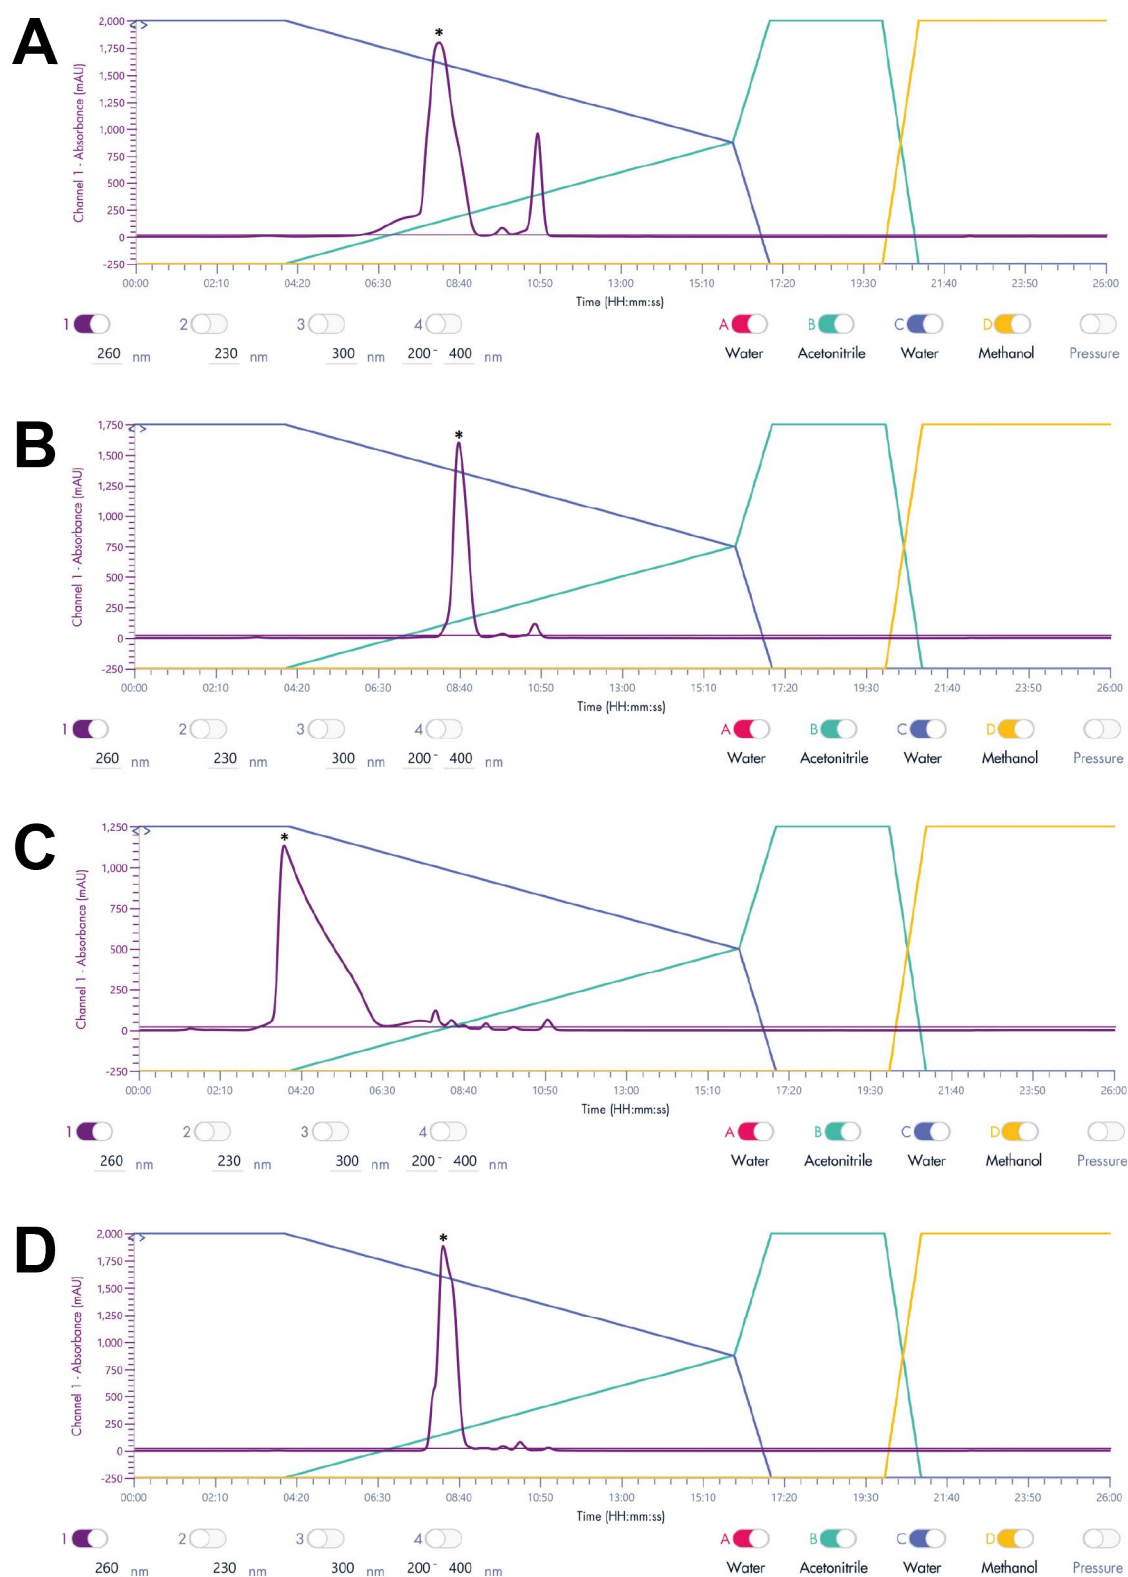 A
Channel 1 - Absorbance (mAU)
2,000
1,750
1,500
1,250
1,000
750
500
250
0
-250
*
00:00 02:10 04:20 06:30 08:40 10:50 13:00 15:10 17:20 19:30 21:40 23:50 26:00
Time (HH:mm:ss)
1 2 3 4 A B C D
260 nm 230 nm 300 nm 200 - 400 nm Water Acetonitrile Water Methanol Pressure
B
Channel 1 - Absorbance (mAU)
1,750
1,500
1,250
1,000
750
500
250
0
-250
*
00:00 02:10 04:20 06:30 08:40 10:50 13:00 15:10 17:20 19:30 21:40 23:50 26:00
Time (HH:mm:ss)
1 2 3 4 A B C D
260 nm 230 nm 300 nm 200 - 400 nm Water Acetonitrile Water Methanol Pressure
C
Channel 1 - Absorbance (mAU)
1,250
1,000
750
500
250
0
-250
*
00:00 02:10 04:20 06:30 08:40 10:50 13:00 15:10 17:20 19:30 21:40 23:50 26:00
Time (HH:mm:ss)
1 2 3 4 A B C D
260 nm 230 nm 300 nm 200 - 400 nm Water Acetonitrile Water Methanol Pressure
D
Channel 1 - Absorbance (mAU)
2,000
1,750
1,500
1,250
1,000
750
500
250
0
-250
*
00:00 02:10 04:20 06:30 08:40 10:50 13:00 15:10 17:20 19:30 21:40 23:50 26:00
Time (HH:mm:ss)
1 2 3 4 A B C D
260 nm 230 nm 300 nm 200 - 400 nm Water Acetonitrile Water Methanol Pressure